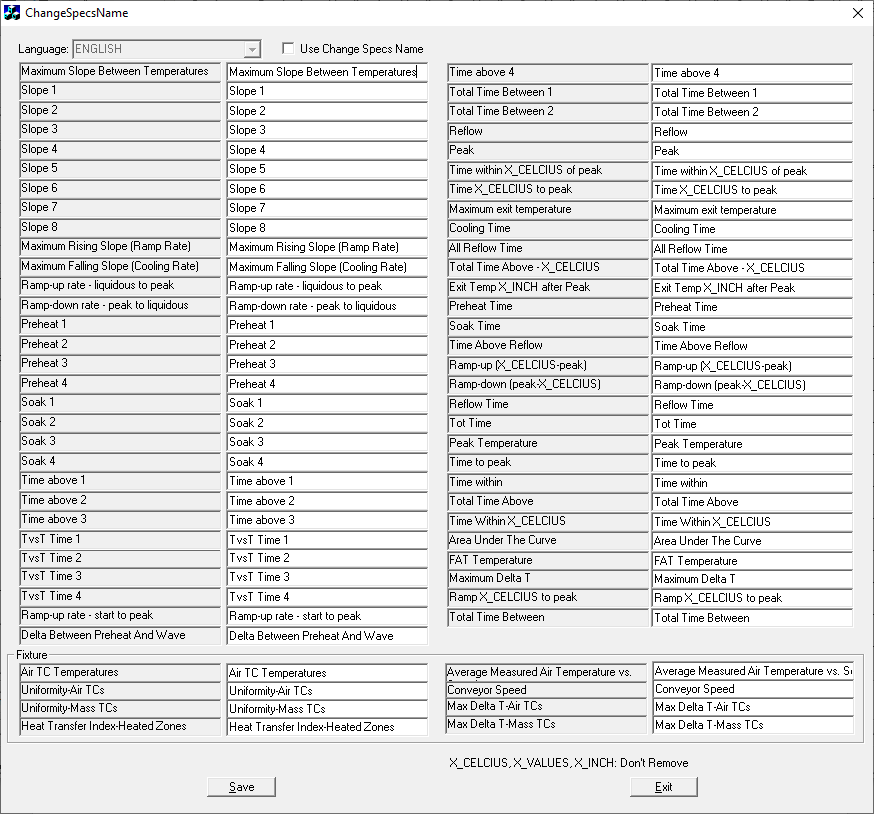 ChangeSpecsName
Language: ENGLISH Use Change Specs Name
Maximum Slope Between Temperatures Maximum Slope Between Temperatures
Slope 1 Slope 1
Slope 2 Slope 2
Slope 3 Slope 3
Slope 4 Slope 4
Slope 5 Slope 5
Slope 6 Slope 6
Slope 7 Slope 7
Slope 8 Slope 8
Maximum Rising Slope (Ramp Rate) Maximum Rising Slope (Ramp Rate)
Maximum Falling Slope (Cooling Rate) Maximum Falling Slope (Cooling Rate)
Ramp-up rate - liquidous to peak Ramp-up rate - liquidous to peak
Ramp-down rate - peak to liquidous Ramp-down rate - peak to liquidous
Preheat 1 Preheat 1
Preheat 2 Preheat 2
Preheat 3 Preheat 3
Preheat 4 Preheat 4
Soak 1 Soak 1
Soak 2 Soak 2
Soak 3 Soak 3
Soak 4 Soak 4
Time above 1 Time above 1
Time above 2 Time above 2
Time above 3 Time above 3
TvsT Time 1 TvsT Time 1
TvsT Time 2 TvsT Time 2
TvsT Time 3 TvsT Time 3
TvsT Time 4 TvsT Time 4
Ramp-up rate - start to peak Ramp-up rate - start to peak
Delta Between Preheat And Wave Delta Between Preheat And Wave
Time above 4 Time above 4
Total Time Between 1 Total Time Between 1
Total Time Between 2 Total Time Between 2
Reflow Reflow
Peak Peak
Time within X_CELCIUS of peak Time within X_CELCIUS of peak
Time X_CELCIUS to peak Time X_CELCIUS to peak
Maximum exit temperature Maximum exit temperature
Cooling Time Cooling Time
All Reflow Time All Reflow Time
Total Time Above - X_CELCIUS Total Time Above - X_CELCIUS
Exit Temp X_INCH after Peak Exit Temp X_INCH after Peak
Preheat Time Preheat Time
Soak Time Soak Time
Time Above Reflow Time Above Reflow
Ramp-up (X_CELCIUS-peak) Ramp-up (X_CELCIUS-peak)
Ramp-down (peak-X_CELCIUS) Ramp-down (peak-X_CELCIUS)
Reflow Time Reflow Time
Tot Time Tot Time
Peak Temperature Peak Temperature
Time to peak Time to peak
Time within Time within
Total Time Above Total Time Above
Time Within X_CELCIUS Time Within X_CELCIUS
Area Under The Curve Area Under The Curve
FAT Temperature FAT Temperature
Maximum Delta T Maximum Delta T
Ramp X_CELCIUS to peak Ramp X_CELCIUS to peak
Total Time Between Total Time Between
Fixture
Air TC Temperatures Air TC Temperatures
Uniformity-Air TCs Uniformity-Air TCs
Uniformity-Mass TCs Uniformity-Mass TCs
Heat Transfer Index-Heated Zones Heat Transfer Index-Heated Zones
Average Measured Air Temperature vs. Average Measured Air Temperature vs.
Conveyor Speed Conveyor Speed
Max Delta T-Air TCs Max Delta T-Air TCs
Max Delta T-Mass TCs Max Delta T-Mass TCs
X_CELCIUS, X_VALUES, X_INCH: Don't Remove
Save Exit